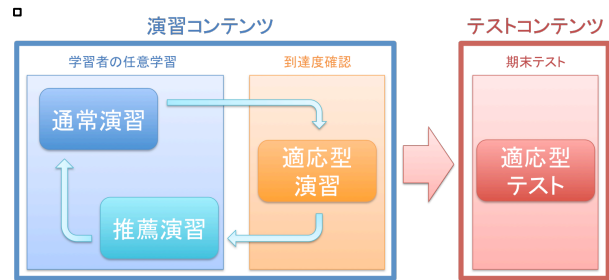 演習コンテンツ
テストコンテンツ
学習者の任意学習
到達度確認
期末テスト
通常演習
適応型
演習
推薦演習
適応型
テスト